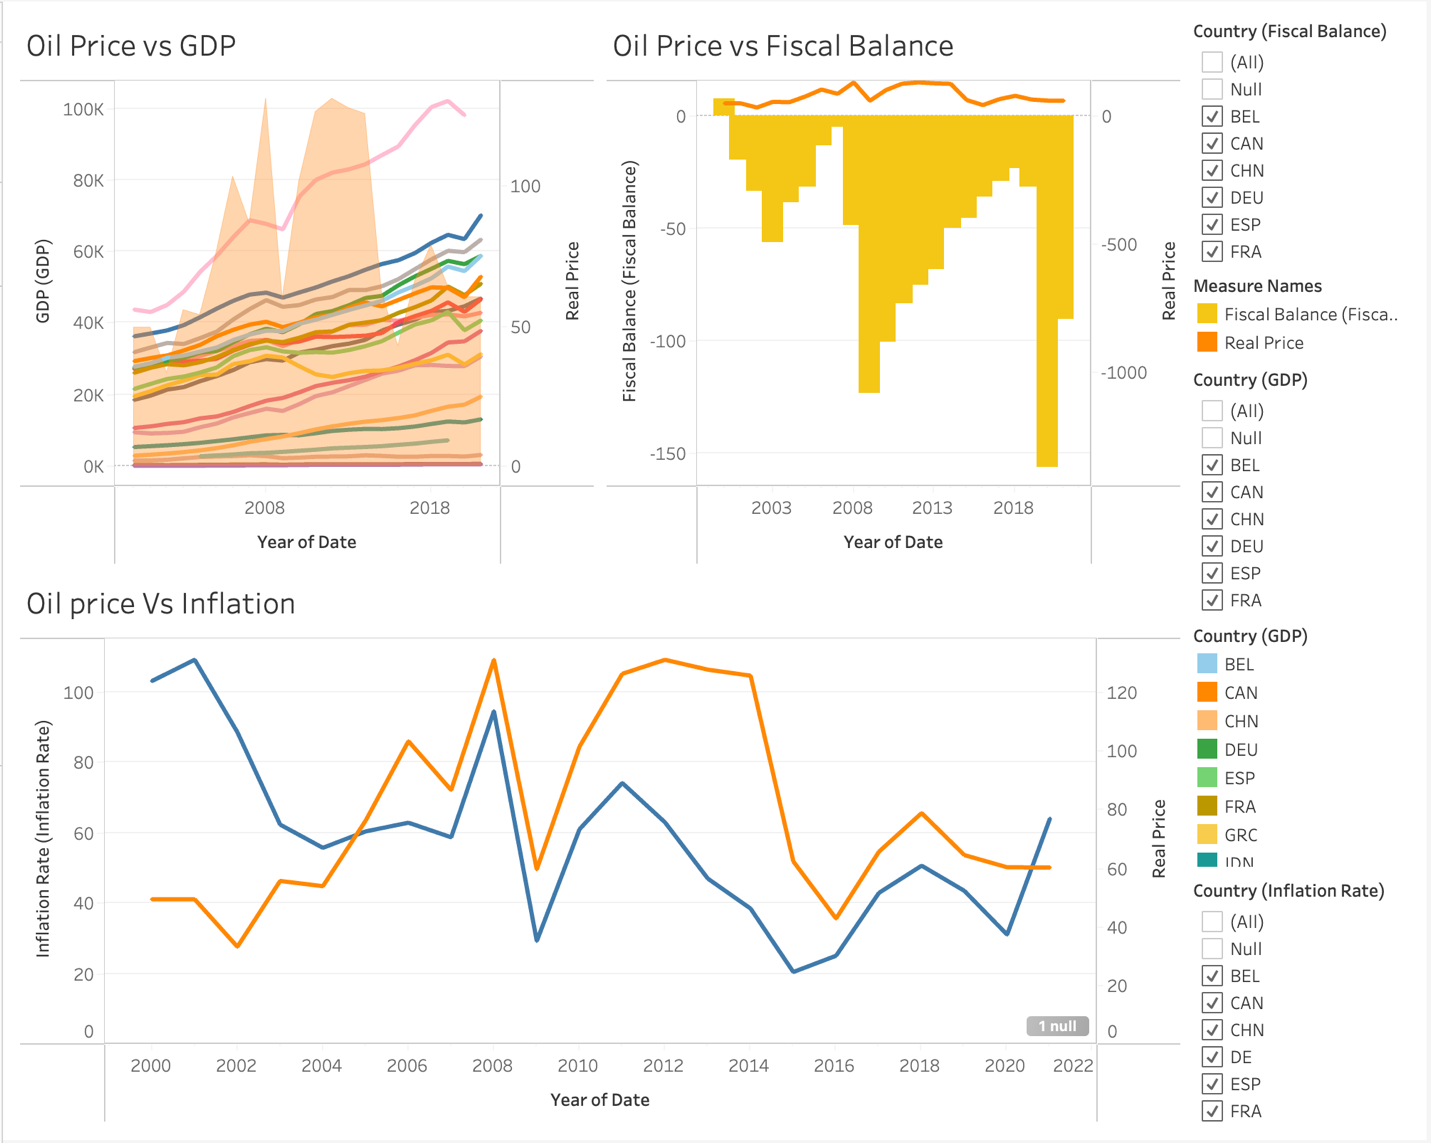 Oil Price vs GDP
GDP (GDP)
100K
80K
60K
40K
20K
0K
100
50
0
Real Price
2008
2018
Year of Date
Oil Price vs Fiscal Balance
Fiscal Balance (Fiscal Balance)
0
-50
-100
-150
0
-500
-1000
Real Price
2003
2008
2013
2018
Year of Date
Oil price Vs Inflation
Inflation Rate (Inflation Rate)
100
80
60
40
20
0
120
100
80
60
40
20
0
Real Price
1 null
2000
2002
2004
2006
2008
2010
2012
2014
2016
2018
2020
2022
Year of Date
Country (Fiscal Balance)
(All)
Null
BEL
CAN
CHN
DEU
ESP
FRA
Measure Names
Fiscal Balance (Fisca..
Real Price
Country (GDP)
(All)
Null
BEL
CAN
CHN
DEU
ESP
FRA
Country (GDP)
BEL
CAN
CHN
DEU
ESP
FRA
GRC
IDN
Country (Inflation Rate)
(All)
Null
BEL
CAN
CHN
DE
ESP
FRA